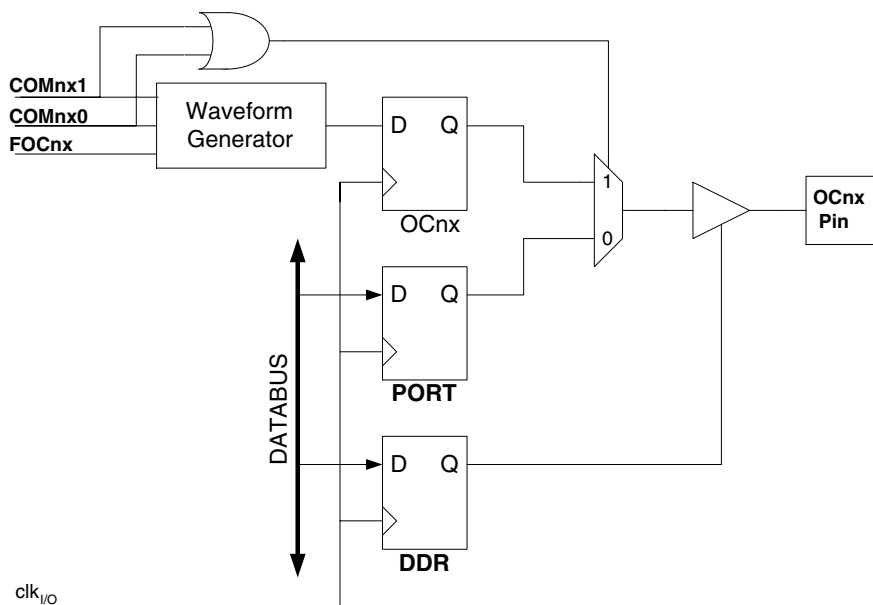 COMnx1
COMnx0
FOCnx
Waveform
Generator
D Q
OCnx
1
0
OCnx
Pin
D Q
PORT
DATABUS
D Q
DDR
clkI/O